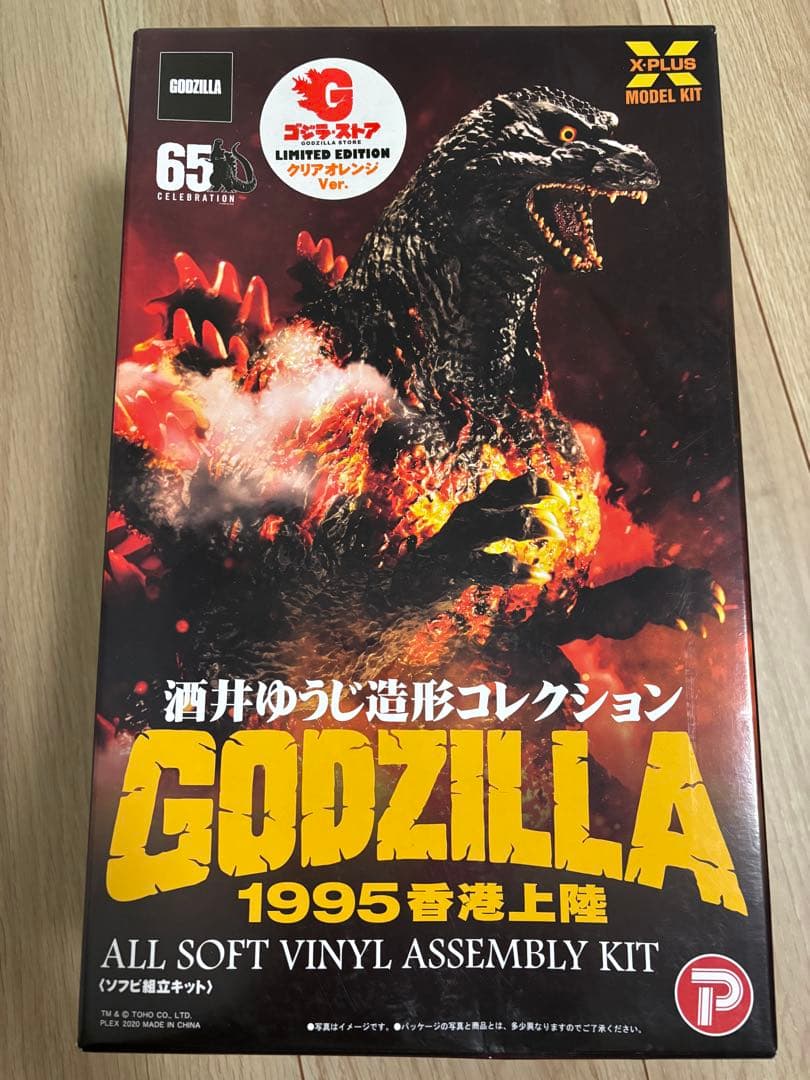 GODZILLA
65
CELEBRATION
G
ゴジラ・ストア
GODZILLA STORE
LIMITED EDITION
クリアオレンジ
Ver.
X-PLUS
MODEL KIT
酒井ゆうじ造形コレクション
GODZILLA
1995香港上陸
ALL SOFT VINYL ASSEMBLY KIT
〈ソフビ組立キット〉
TM & © TOHO CO., LTD.
PLEX 2020 MADE IN CHINA
●写真はイメージです。●パッケージの写真と商品とは、多少異なりますのでご了承ください。
P